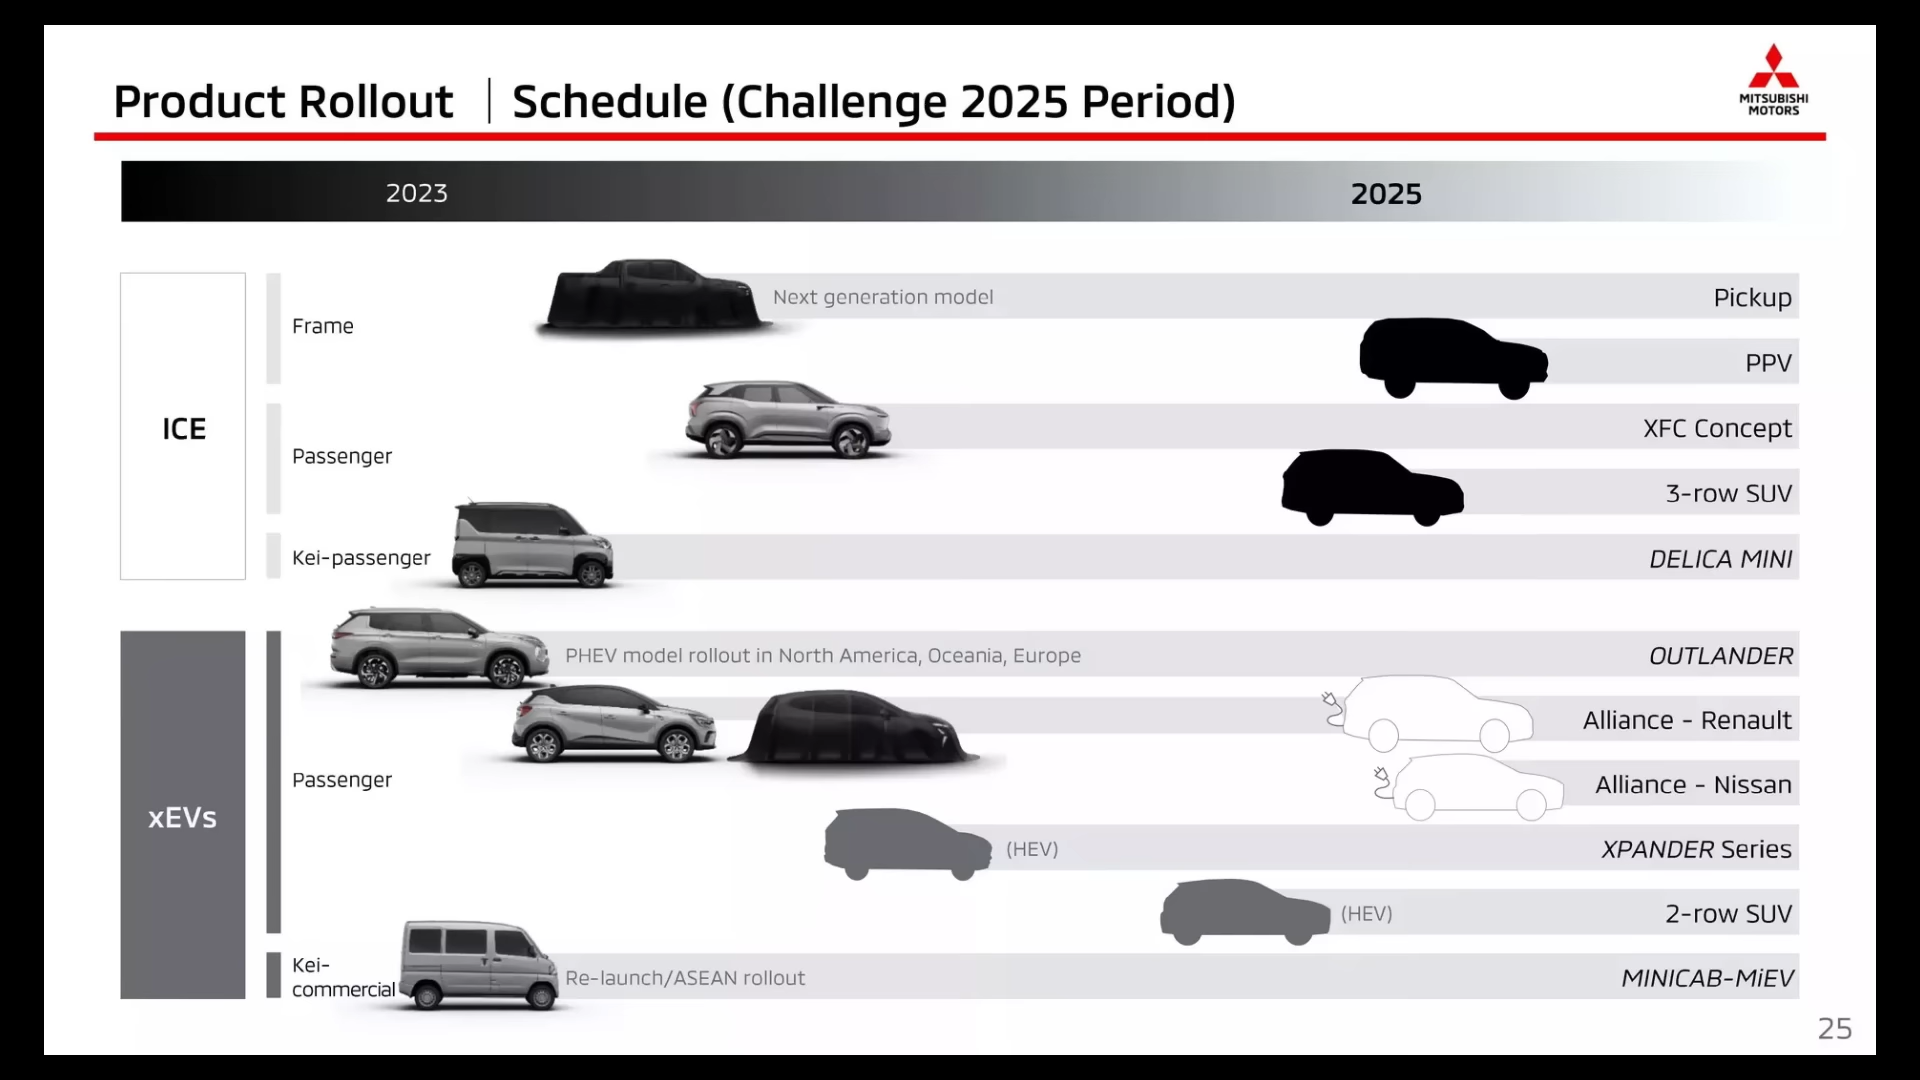 Product Rollout | Schedule (Challenge 2025 Period)
MITSUBISHI
MOTORS
2023
2025
ICE
Frame
Next generation model
Pickup
PPV
Passenger
XFC Concept
3-row SUV
Kei-passenger
DELICA MINI
xEVs
Passenger
PHEV model rollout in North America, Oceania, Europe
OUTLANDER
Alliance - Renault
Alliance - Nissan
(HEV)
XPANDER Series
(HEV)
2-row SUV
Kei-
commercial
Re-launch/ASEAN rollout
MINICAB-MiEV
25